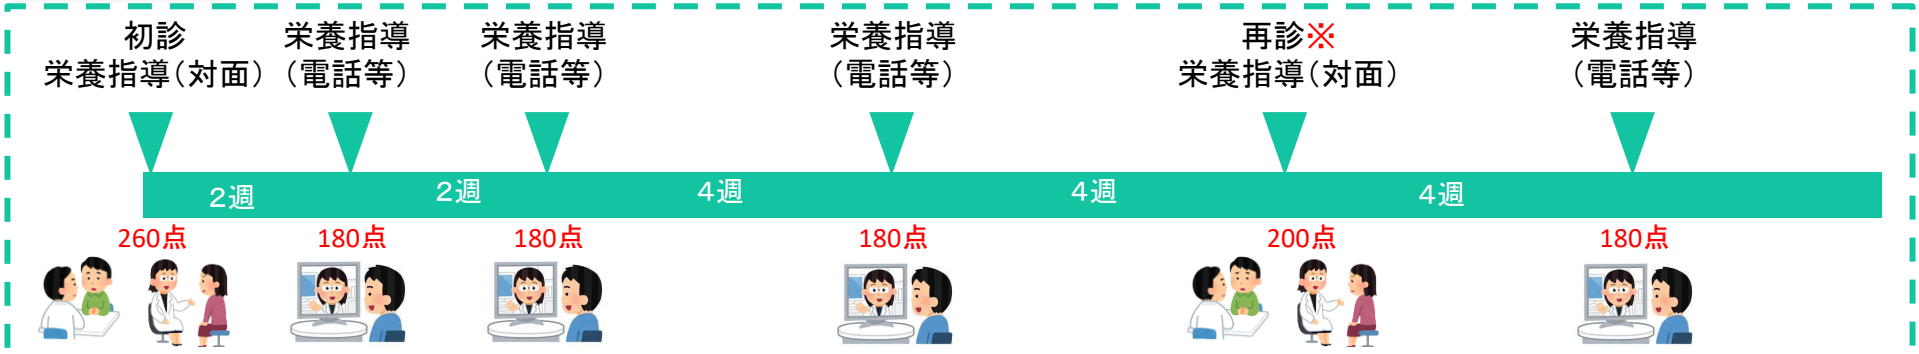 初診
栄養指導（対面）
栄養指導
（電話等）
栄養指導
（電話等）
栄養指導
（電話等）
再診※
栄養指導（対面）
栄養指導
（電話等）
２週
２週
４週
４週
４週
260点
180点
180点
180点
200点
180点